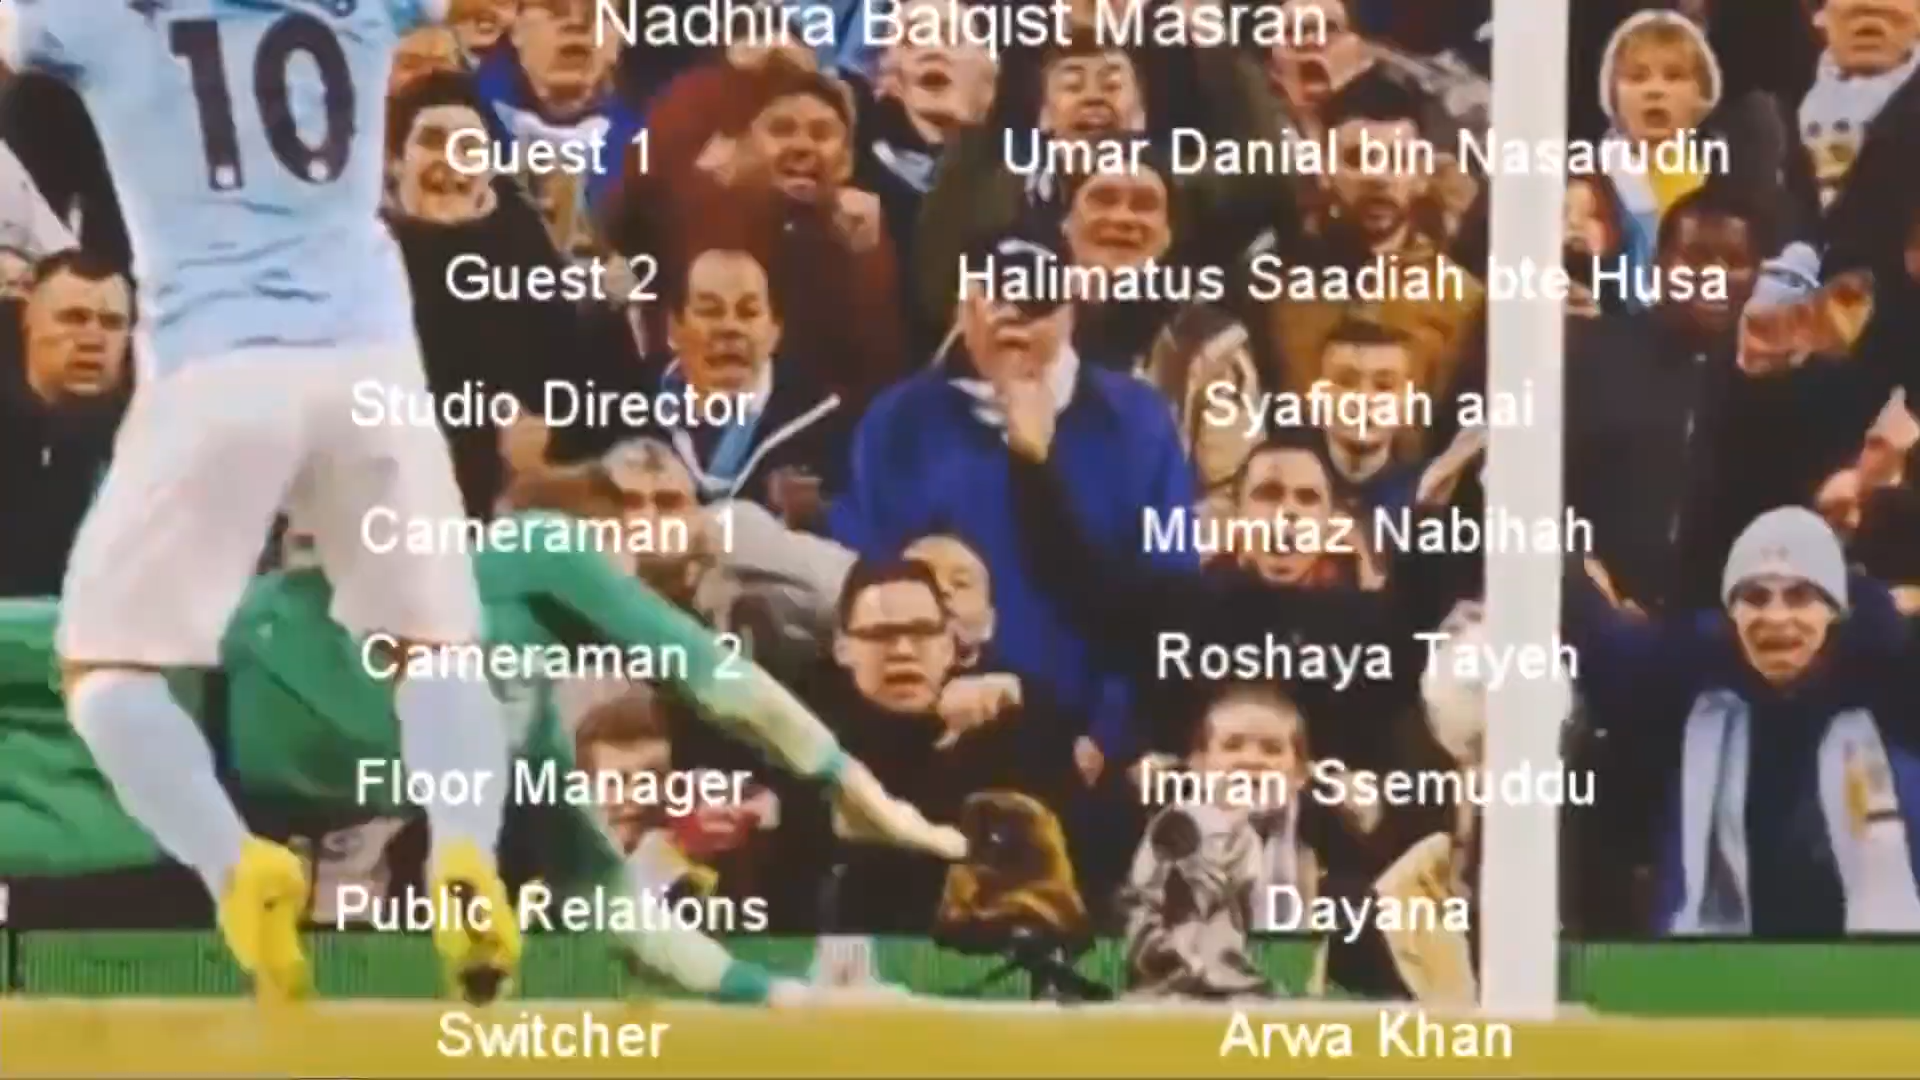 Nadhira Balqist Masran
10
Guest 1 Umar Danial bin Nasarudin
Guest 2 Halimatus Saadiah bte Husa
Studio Director Syafiqah aai
Cameraman 1 Mumtaz Nabihah
Cameraman 2 Roshaya Tayeh
Floor Manager Imran Ssemuddu
Public Relations Dayana
Switcher Arwa Khan